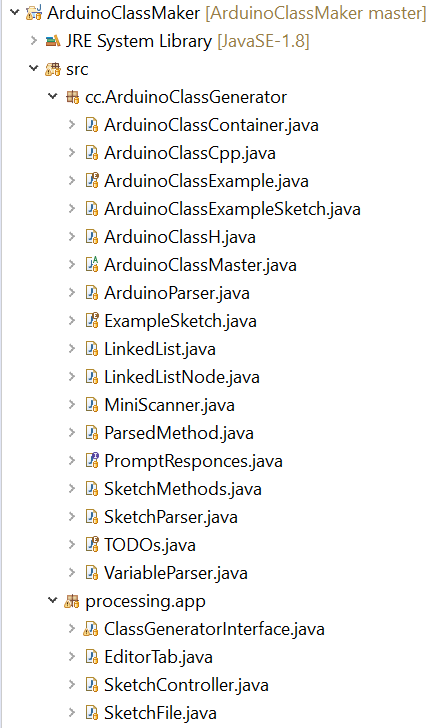 ArduinoClassMaker [ArduinoClassMaker master]
JRE System Library [JavaSE-1.8]
src
cc.ArduinoClassGenerator
ArduinoClassContainer.java
ArduinoClassCpp.java
ArduinoClassExample.java
ArduinoClassExampleSketch.java
ArduinoClassH.java
ArduinoClassMaster.java
ArduinoParser.java
ExampleSketch.java
LinkedList.java
LinkedListNode.java
MiniScanner.java
ParsedMethod.java
PromptResponces.java
SketchMethods.java
SketchParser.java
TODOs.java
VariableParser.java
processing.app
ClassGeneratorInterface.java
EditorTab.java
SketchController.java
SketchFile.java